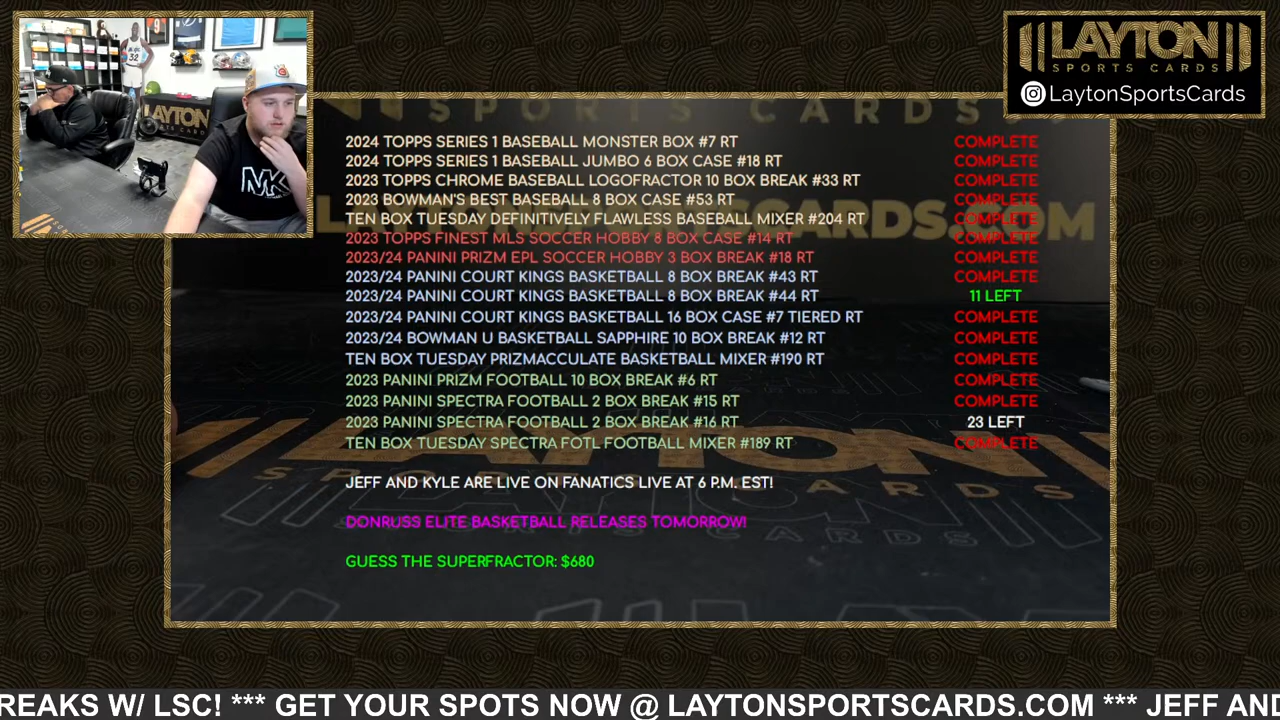 LAYTON
SPORTS CARDS
LaytonSportsCards
SPORTS CARDS
2024 TOPPS SERIES 1 BASEBALL MONSTER BOX #7 RT COMPLETE
2024 TOPPS SERIES 1 BASEBALL JUMBO 6 BOX CASE #18 RT COMPLETE
2023 TOPPS CHROME BASEBALL LOGOFRACTOR 10 BOX BREAK #33 RT COMPLETE
2023 BOWMAN'S BEST BASEBALL 8 BOX CASE #53 RT COMPLETE
TEN BOX TUESDAY DEFINITIVELY FLAWLESS BASEBALL MIXER #204 RT COMPLETE
2023 TOPPS FINEST MLS SOCCER HOBBY 8 BOX CASE #14 RT COMPLETE
2023/24 PANINI PRIZM EPL SOCCER HOBBY 3 BOX BREAK #18 RT COMPLETE
2023/24 PANINI COURT KINGS BASKETBALL 8 BOX BREAK #43 RT COMPLETE
2023/24 PANINI COURT KINGS BASKETBALL 8 BOX BREAK #44 RT 11 LEFT
2023/24 PANINI COURT KINGS BASKETBALL 16 BOX CASE #7 TIERED RT COMPLETE
2023/24 BOWMAN U BASKETBALL SAPPHIRE 10 BOX BREAK #12 RT COMPLETE
TEN BOX TUESDAY PRIZMACCULATE BASKETBALL MIXER #190 RT COMPLETE
2023 PANINI PRIZM FOOTBALL 10 BOX BREAK #6 RT COMPLETE
2023 PANINI SPECTRA FOOTBALL 2 BOX BREAK #15 RT COMPLETE
2023 PANINI SPECTRA FOOTBALL 2 BOX BREAK #16 RT 23 LEFT
TEN BOX TUESDAY SPECTRA FOTL FOOTBALL MIXER #189 RT COMPLETE
JEFF AND KYLE ARE LIVE ON FANATICS LIVE AT 6 P.M. EST!
DONRUSS ELITE BASKETBALL RELEASES TOMORROW!
GUESS THE SUPERFRACTOR: $680
REAKS W/ LSC! *** GET YOUR SPOTS NOW @ LAYTONSPORTSCARDS.COM *** JEFF AND